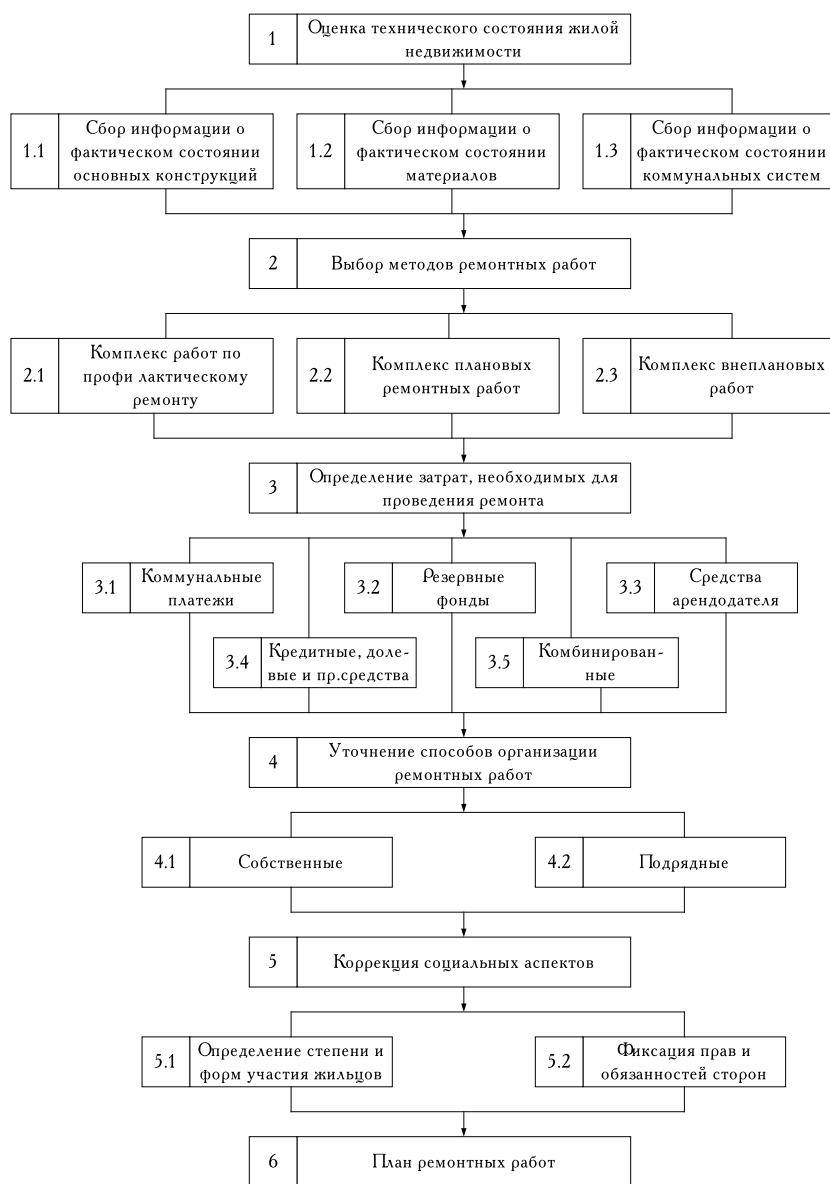 1
Оценка технического состояния жилой
недвижимости
1.1
Сбор информации о
фактическом состоянии
основных конструкций
1.2
Сбор информации о
фактическом состоянии
материалов
1.3
Сбор информации о
фактическом состоянии
коммунальных систем
2
Выбор методов ремонтных работ
2.1
Комплекс работ по
профи лактическому
ремонту
2.2
Комплекс плановых
ремонтных работ
2.3
Комплекс внеплановых
работ
3
Определение затрат, необходимых для
проведения ремонта
3.1
Коммунальные
платежи
3.2
Резервные
фонды
3.3
Средства
арендодателя
3.4
Кредитные, доле-
вые и пр.средства
3.5
Комбинирован-
ные
4
Уточнение способов организации
ремонтных работ
4.1
Собственные
4.2
Подрядные
5
Коррекция социальных аспектов
5.1
Определение степени и
форм участия жильцов
5.2
Фиксация прав и
обязанностей сторон
6
План ремонтных работ